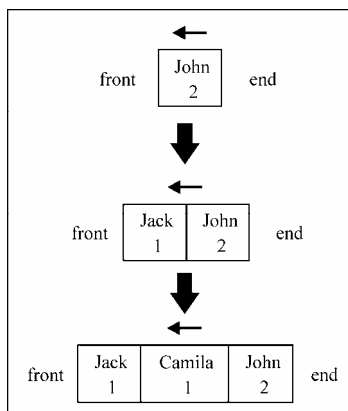 John
front end
2
Jack John
front end
1 2
Jack Camila John
front end
1 1 2